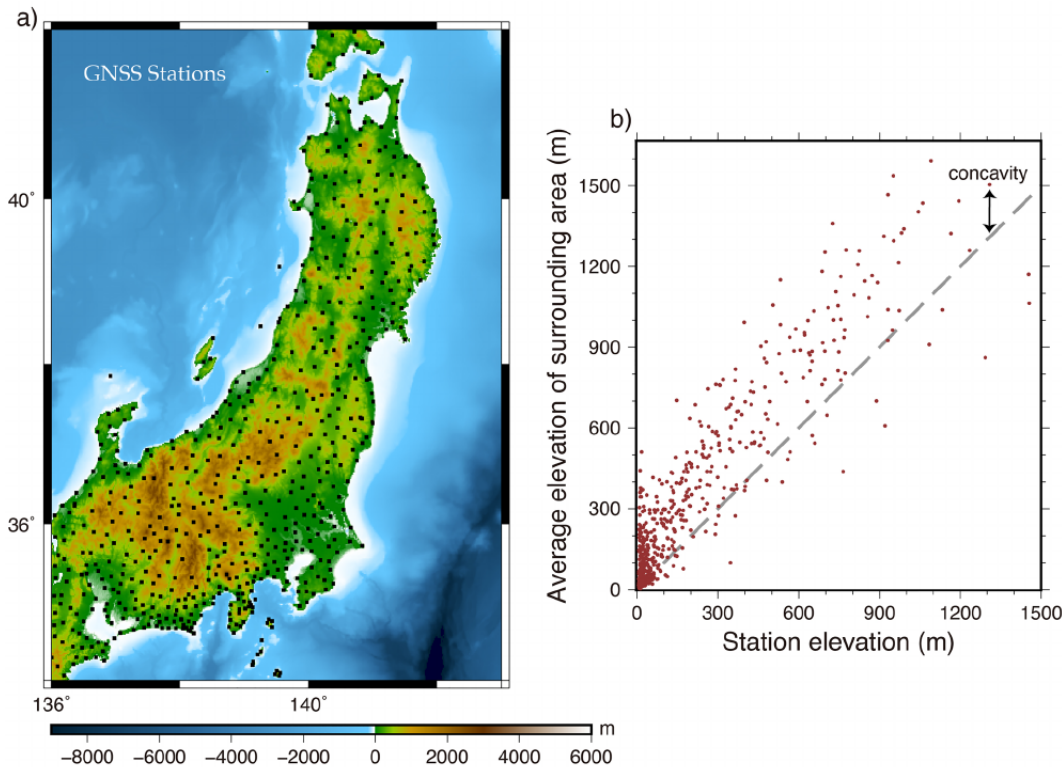 a)
GNSS Stations
40°
36°
136°
140°
m
−8000 −6000 −4000 −2000 0 2000 4000 6000
b)
Average elevation of surrounding area (m)
1500
1200
900
600
300
0
concavity
0 300 600 900 1200 1500
Station elevation (m)